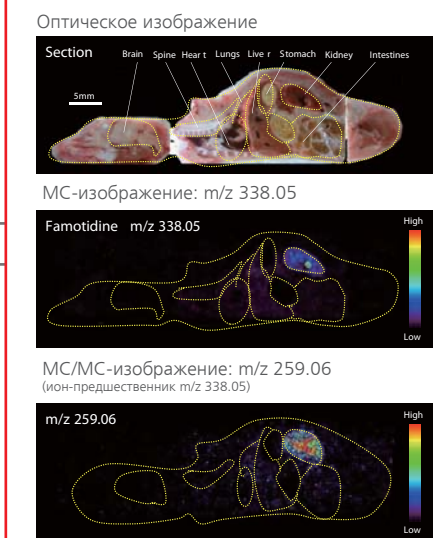 Оптическое изображение
Section
Brain Spine Hear t Lungs Live r Stomach Kidney Intestines
5mm
МС-изображение: m/z 338.05
Famotidine m/z 338.05
High
Low
МС/МС-изображение: m/z 259.06
(ион-предшественник m/z 338.05)
m/z 259.06
High
Low